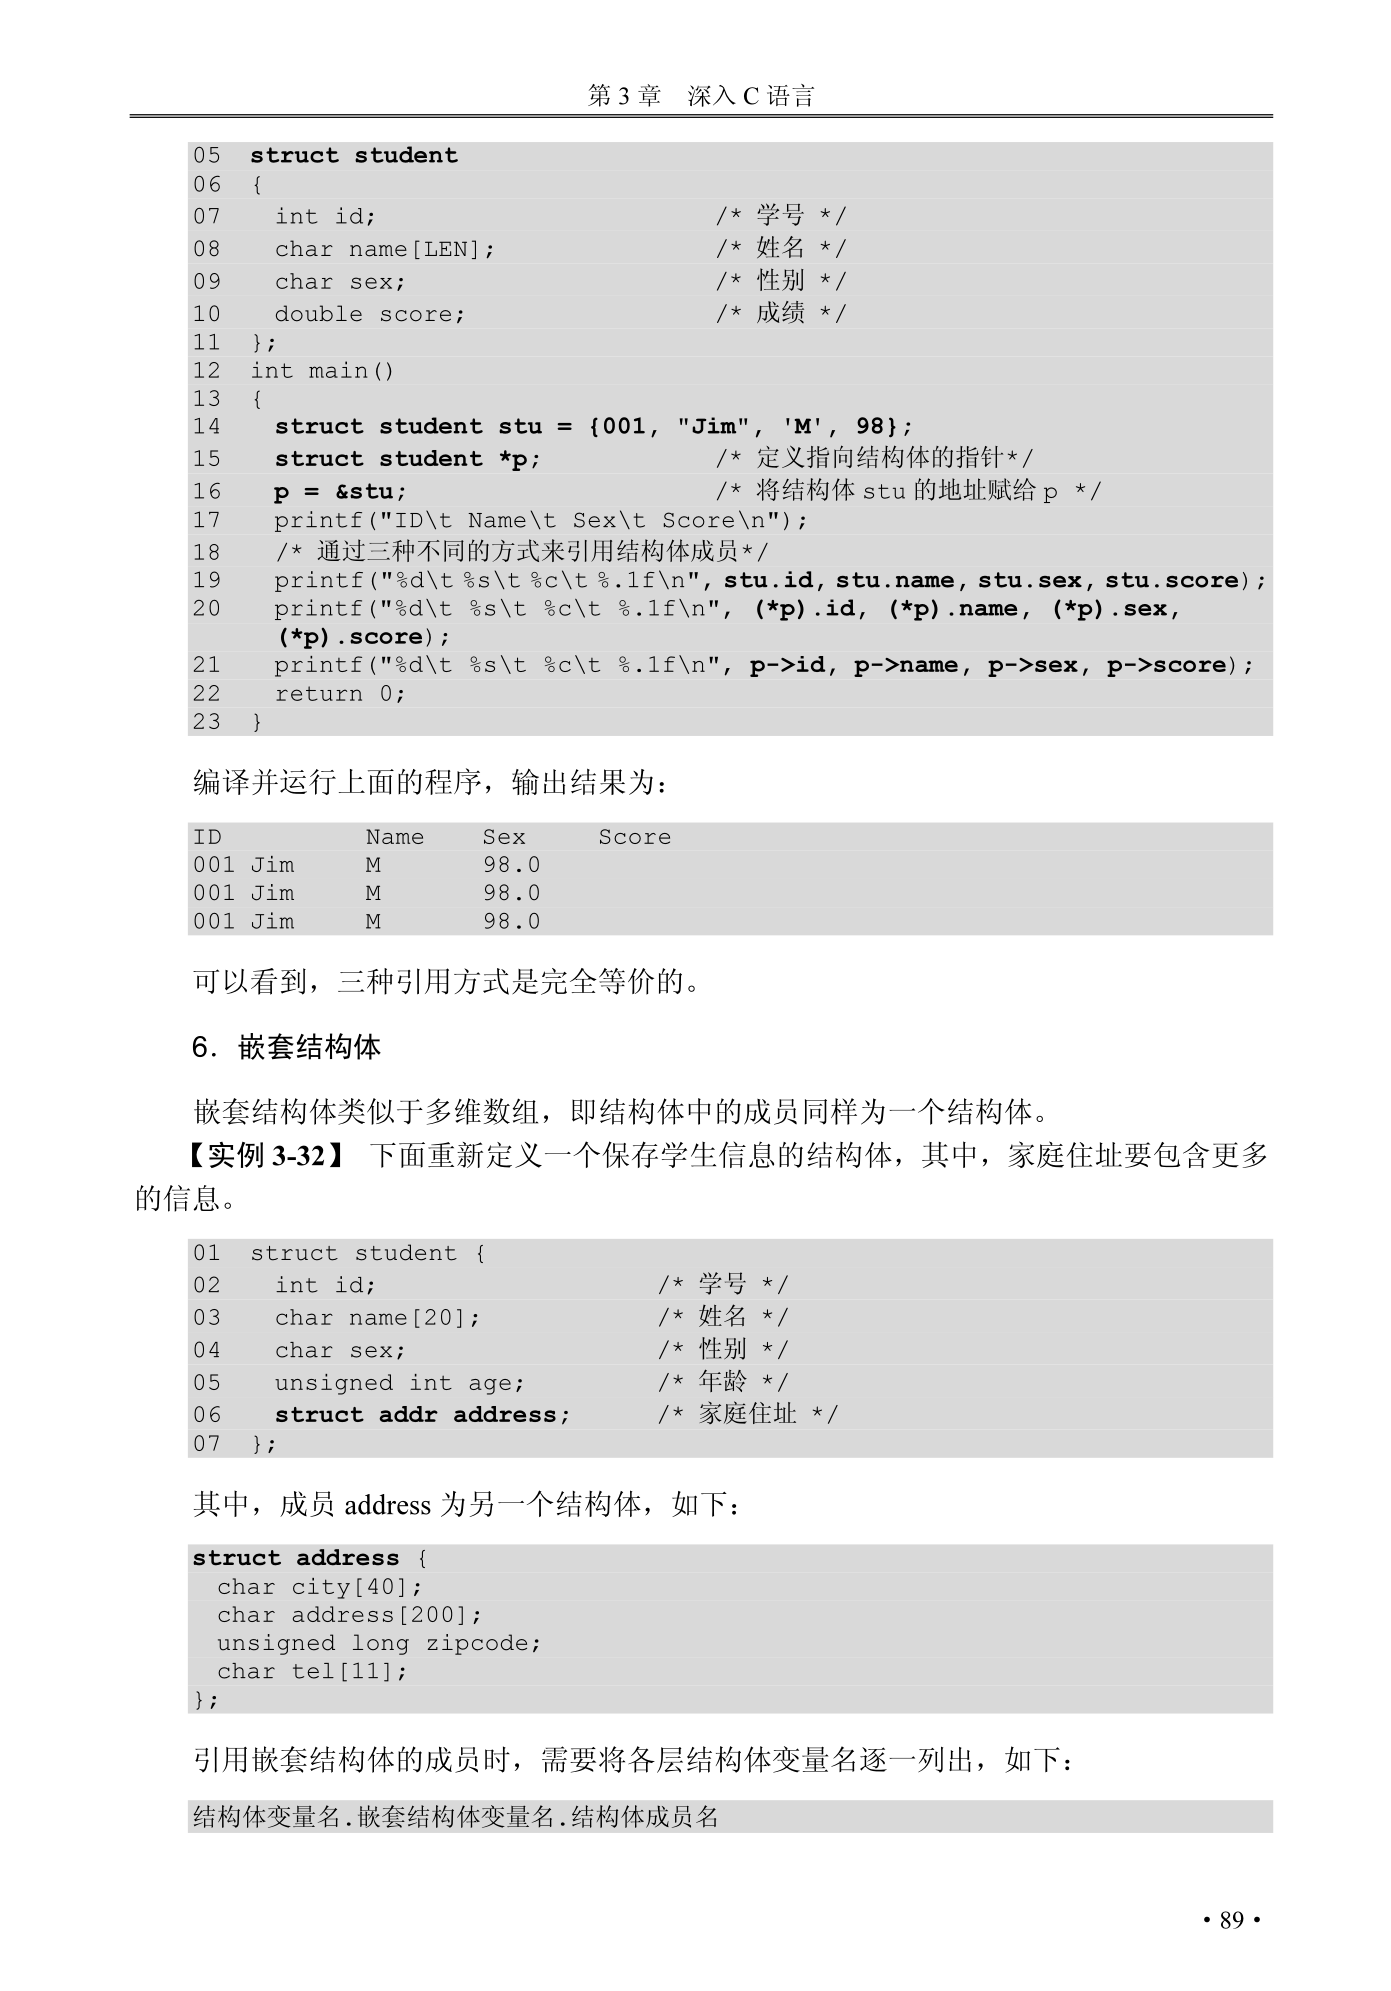 第 3 章　深入 C 语言
05  struct student
06  {
07    int id;                           /* 学号 */
08    char name[LEN];                   /* 姓名 */
09    char sex;                         /* 性别 */
10    double score;                     /* 成绩 */
11  };
12  int main()
13  {
14    struct student stu = {001, "Jim", 'M', 98};
15    struct student *p;                /* 定义指向结构体的指针*/
16    p = &stu;                         /* 将结构体 stu 的地址赋给 p */
17    printf("ID\t Name\t Sex\t Score\n");
18    /* 通过三种不同的方式来引用结构体成员*/
19    printf("%d\t %s\t %c\t %.1f\n", stu.id, stu.name, stu.sex, stu.score);
20    printf("%d\t %s\t %c\t %.1f\n", (*p).id, (*p).name, (*p).sex,
      (*p).score);
21    printf("%d\t %s\t %c\t %.1f\n", p->id, p->name, p->sex, p->score);
22    return 0;
23  }
编译并运行上面的程序，输出结果为：
ID          Name    Sex     Score
001 Jim     M       98.0
001 Jim     M       98.0
001 Jim     M       98.0
可以看到，三种引用方式是完全等价的。
6．嵌套结构体
嵌套结构体类似于多维数组，即结构体中的成员同样为一个结构体。
【实例 3-32】 下面重新定义一个保存学生信息的结构体，其中，家庭住址要包含更多
的信息。
01  struct student {
02    int id;                       /* 学号 */
03    char name[20];                /* 姓名 */
04    char sex;                     /* 性别 */
05    unsigned int age;             /* 年龄 */
06    struct addr address;          /* 家庭住址 */
07  };
其中，成员 address 为另一个结构体，如下：
struct address {
  char city[40];
  char address[200];
  unsigned long zipcode;
  char tel[11];
};
引用嵌套结构体的成员时，需要将各层结构体变量名逐一列出，如下：
结构体变量名.嵌套结构体变量名.结构体成员名
• 89 •